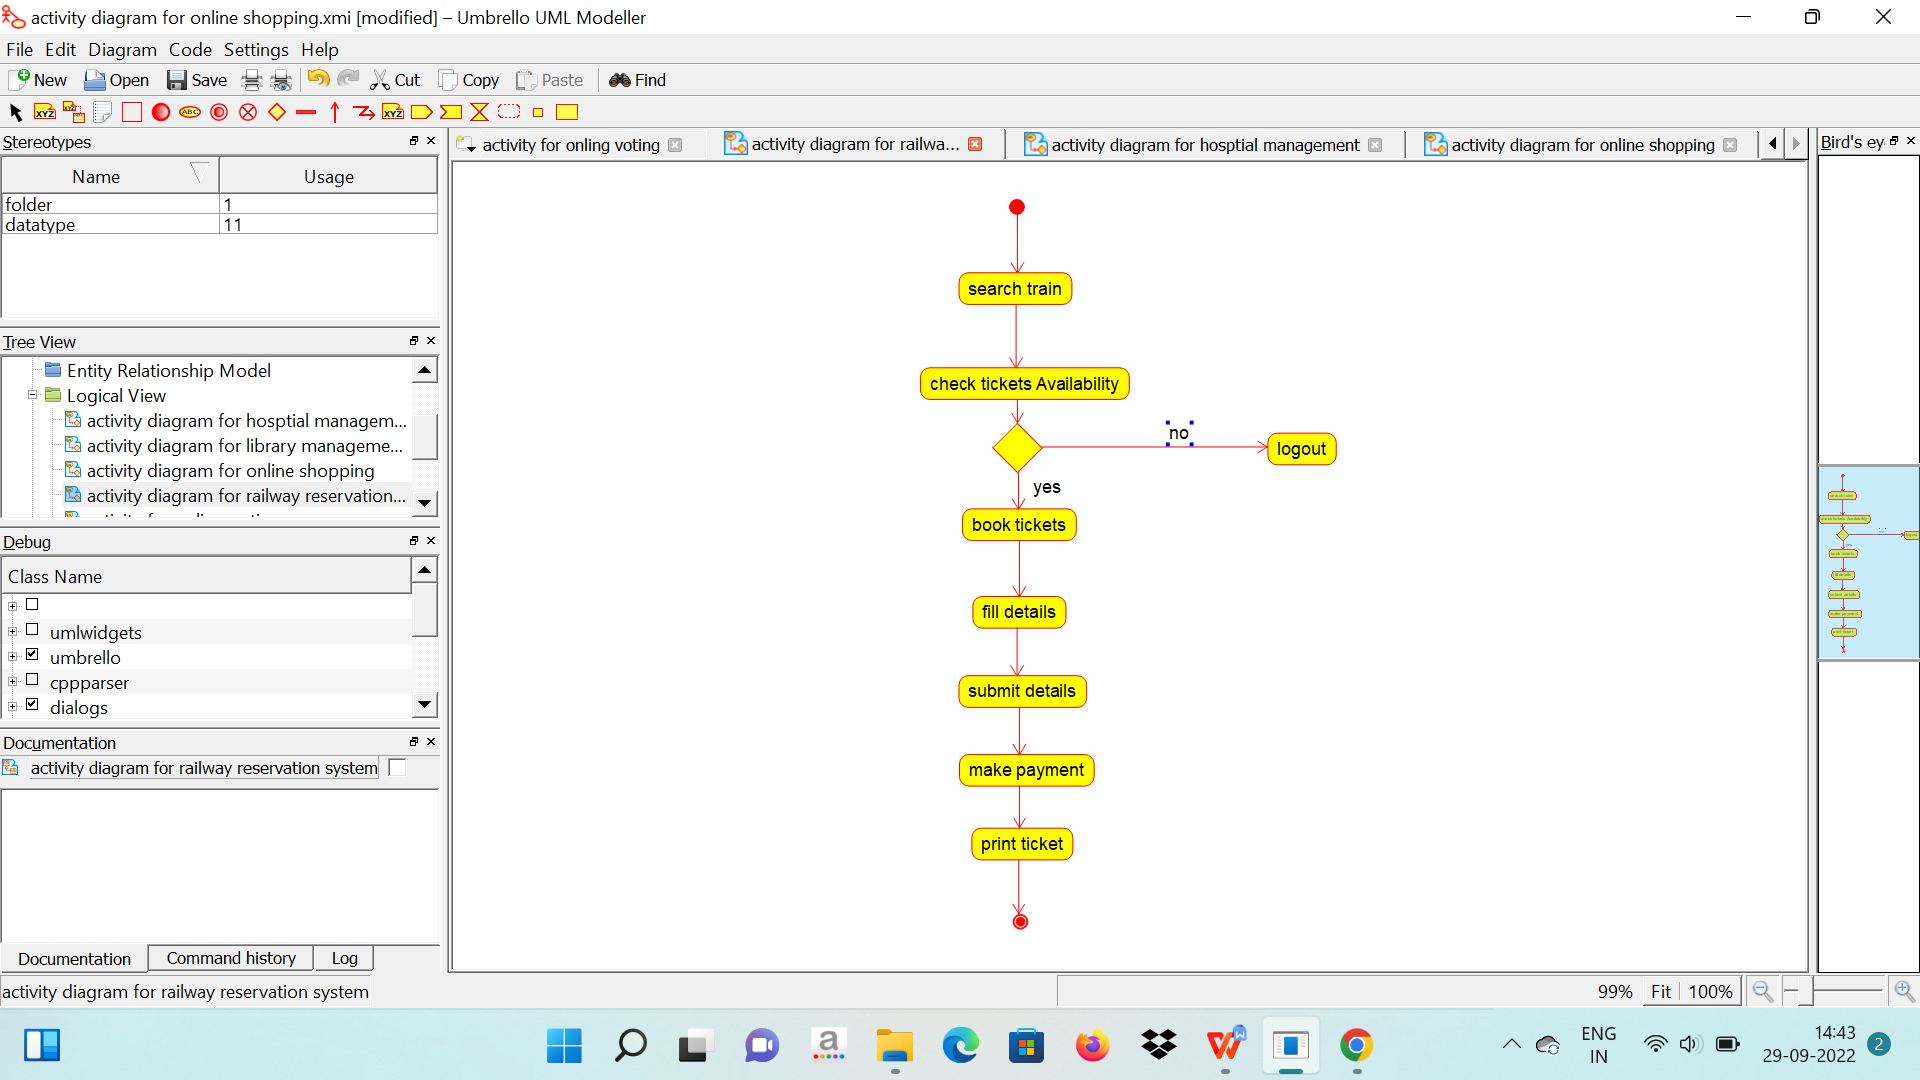 activity diagram for online shopping.xmi [modified] – Umbrello UML Modeller
File Edit Diagram Code Settings Help
New Open Save Cut Copy Paste Find
XYZ XYZ ABC XYZ
Stereotypes
Name Usage
folder 1
datatype 11
Tree View
Entity Relationship Model
Logical View
activity diagram for hosptial managem...
activity diagram for library manageme...
activity diagram for online shopping
activity diagram for railway reservation...
Debug
Class Name
umlwidgets
umbrello
cppparser
dialogs
Documentation
activity diagram for railway reservation system
Documentation Command history Log
activity diagram for railway reservation system
activity for onling voting
activity diagram for railwa...
activity diagram for hosptial management
activity diagram for online shopping
search train
check tickets Availability
no
logout
yes
book tickets
fill details
submit details
make payment
print ticket
Bird's ey
99% Fit 100%
a
W
ENG
IN
14:43
29-09-2022
2